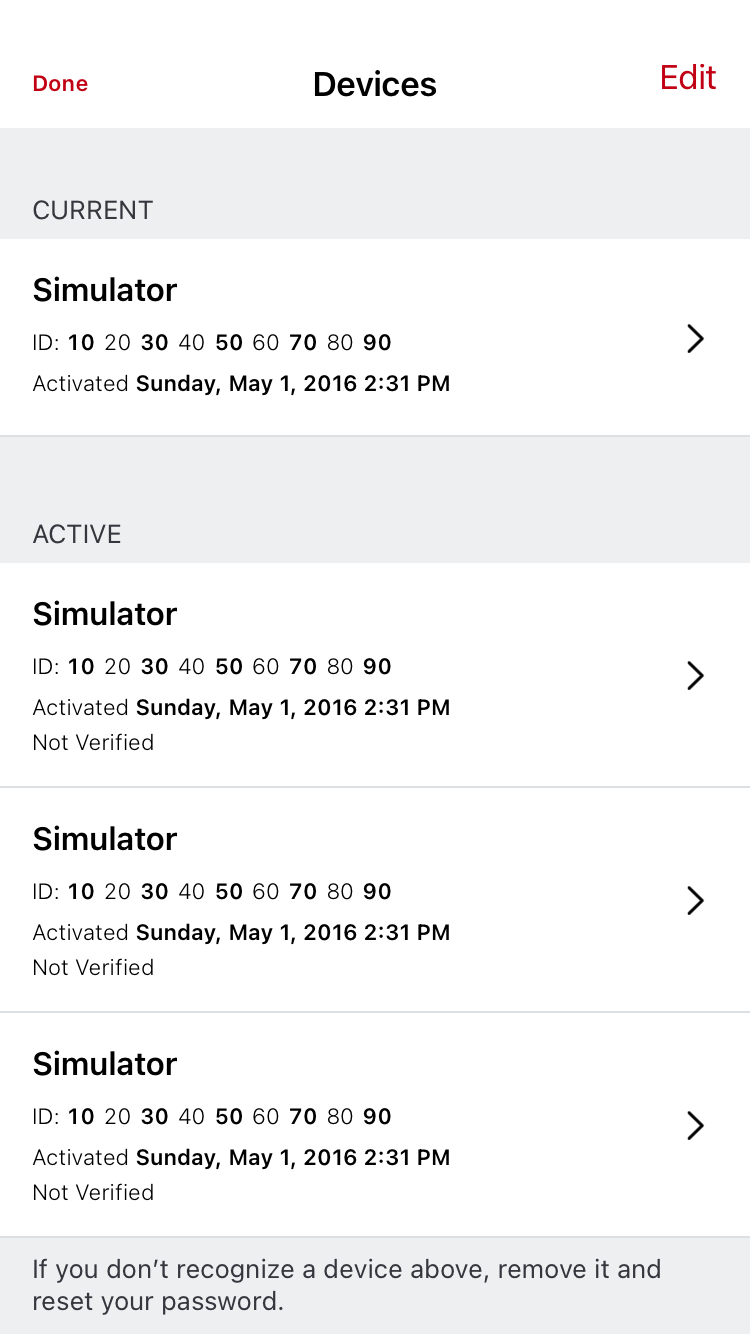 Done
Devices
Edit
CURRENT
Simulator
ID: 10 20 30 40 50 60 70 80 90
Activated Sunday, May 1, 2016 2:31 PM
ACTIVE
Simulator
ID: 10 20 30 40 50 60 70 80 90
Activated Sunday, May 1, 2016 2:31 PM
Not Verified
Simulator
ID: 10 20 30 40 50 60 70 80 90
Activated Sunday, May 1, 2016 2:31 PM
Not Verified
Simulator
ID: 10 20 30 40 50 60 70 80 90
Activated Sunday, May 1, 2016 2:31 PM
Not Verified
If you don’t recognize a device above, remove it and
reset your password.